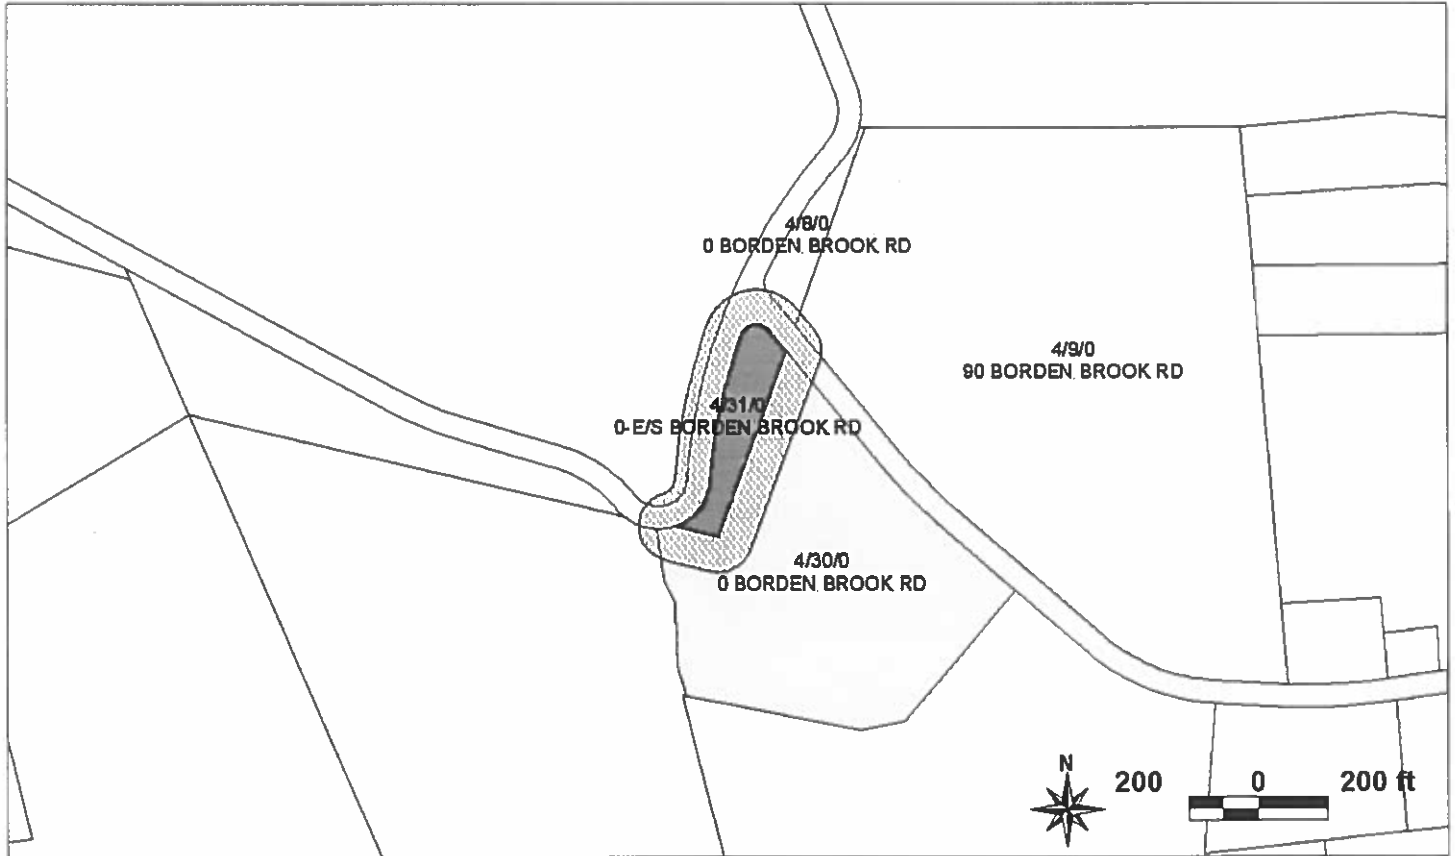 4/8/0
0 BORDEN BROOK RD
4/9/0
90 BORDEN BROOK RD
4/31/0
0-E/S BORDEN BROOK RD
4/30/0
0 BORDEN BROOK RD
N
200 0 200 ft